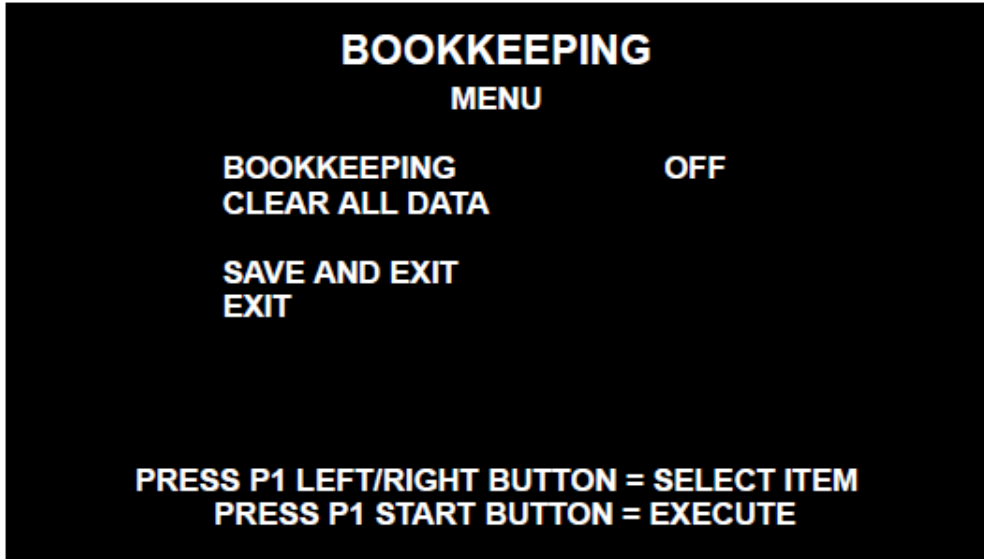 BOOKKEEPING
MENU
BOOKKEEPING OFF
CLEAR ALL DATA
SAVE AND EXIT
EXIT
PRESS P1 LEFT/RIGHT BUTTON = SELECT ITEM
PRESS P1 START BUTTON = EXECUTE